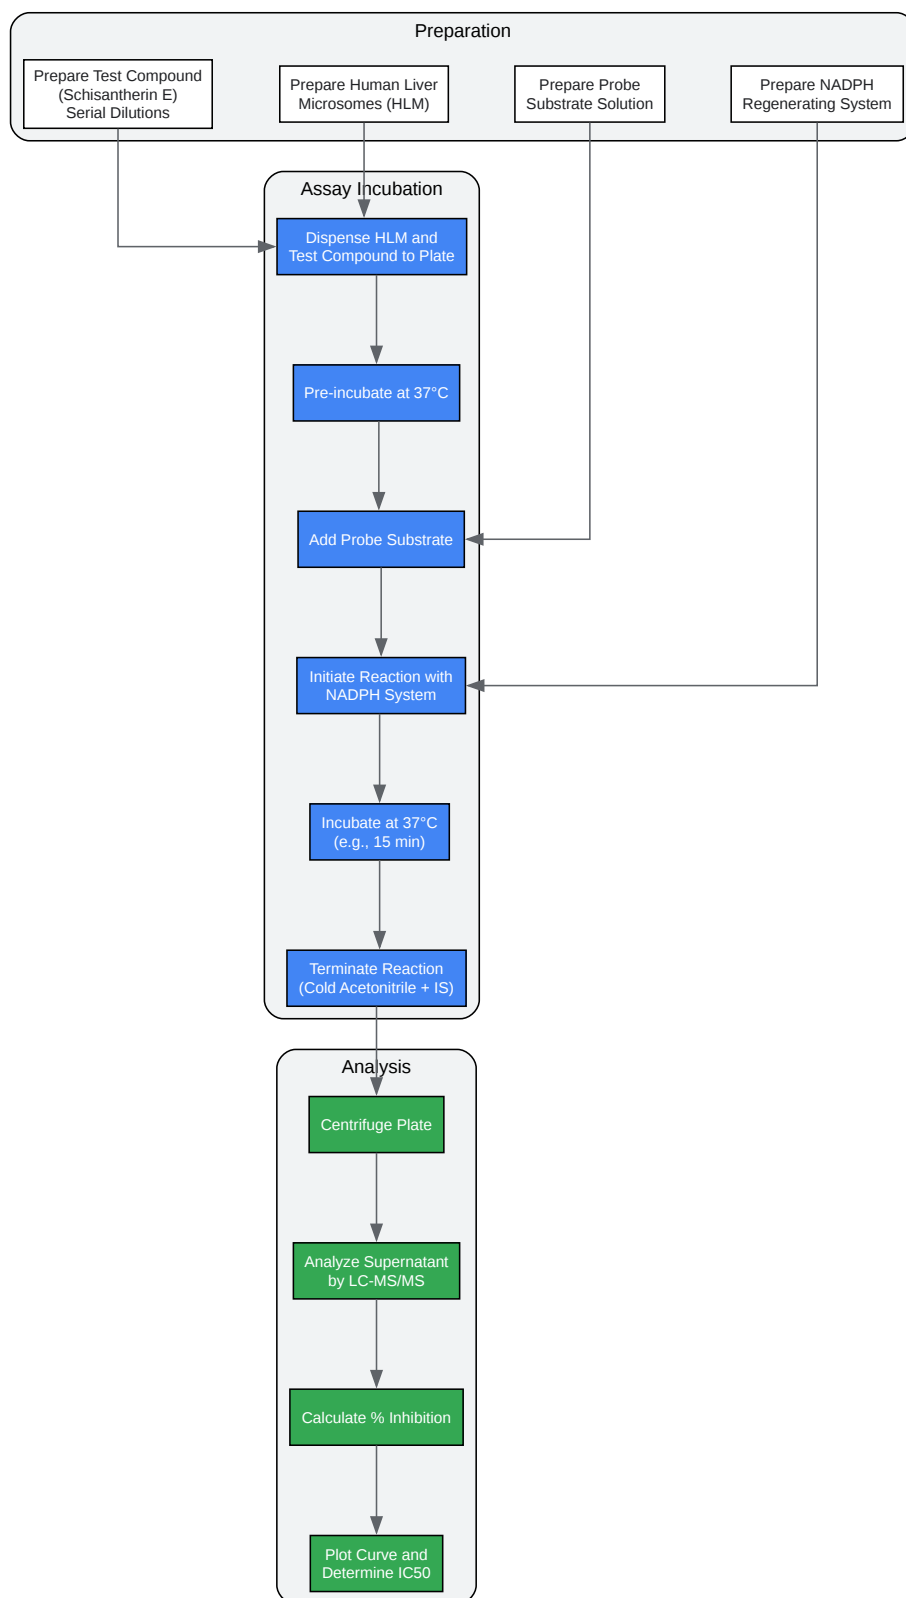 Preparation
Prepare Test Compound
(Schisantherin E)
Serial Dilutions
Prepare Human Liver
Microsomes (HLM)
Prepare Probe
Substrate Solution
Prepare NADPH
Regenerating System
Assay Incubation
Dispense HLM and
Test Compound to Plate
Pre-incubate at 37°C
Add Probe Substrate
Initiate Reaction with
NADPH System
Incubate at 37°C
(e.g., 15 min)
Terminate Reaction
(Cold Acetonitrile + IS)
Analysis
Centrifuge Plate
Analyze Supernatant
by LC-MS/MS
Calculate % Inhibition
Plot Curve and
Determine IC50